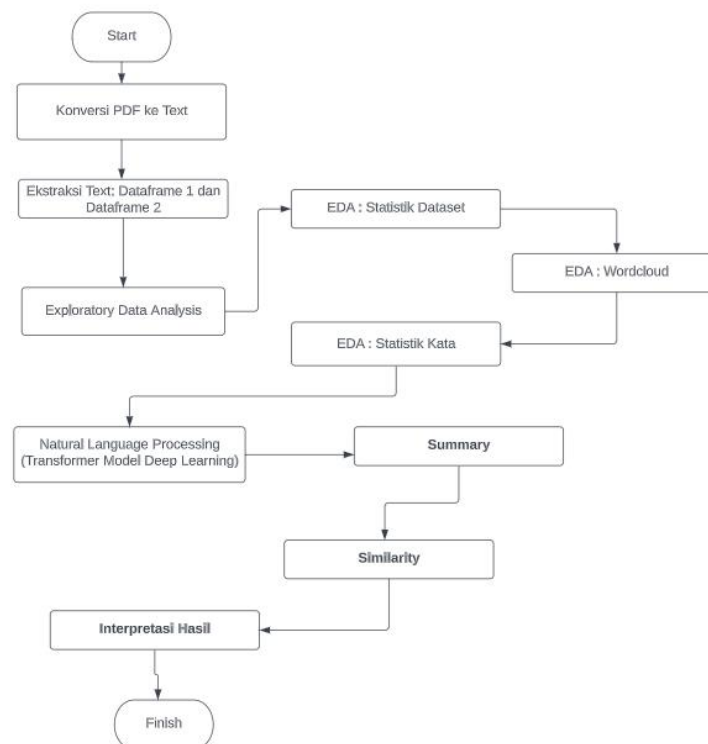 Start
Konversi PDF ke Text
Ekstraksi Text: Dataframe 1 dan
Dataframe 2
EDA : Statistik Dataset
EDA : Wordcloud
Exploratory Data Analysis
EDA : Statistik Kata
Natural Language Processing
(Transformer Model Deep Learning)
Summary
Similarity
Interpretasi Hasil
Finish